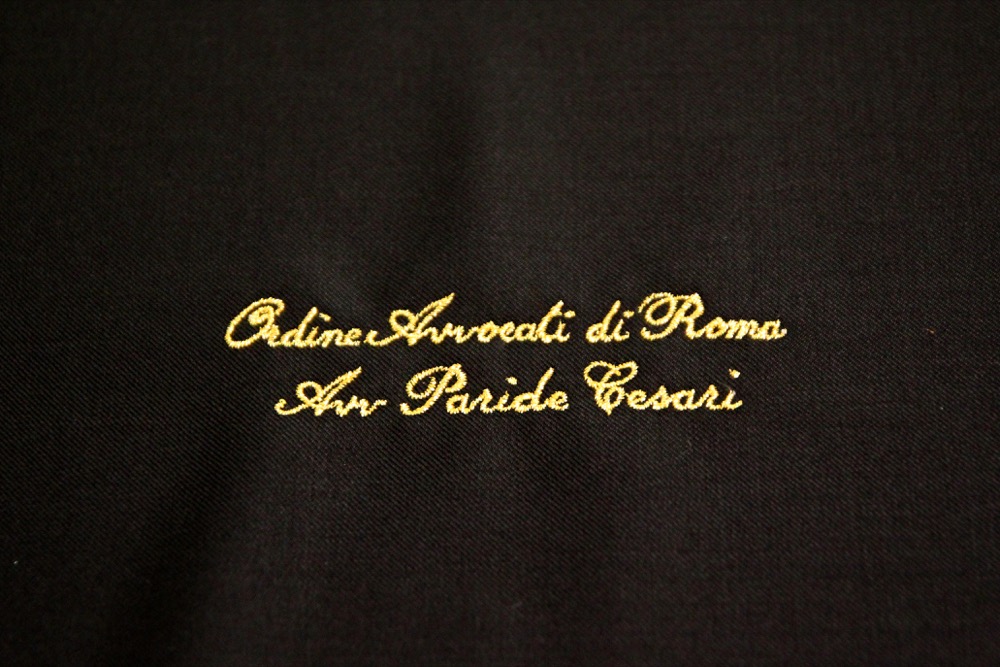 Ordine Avvocati di Roma
Avv Paride Cesari